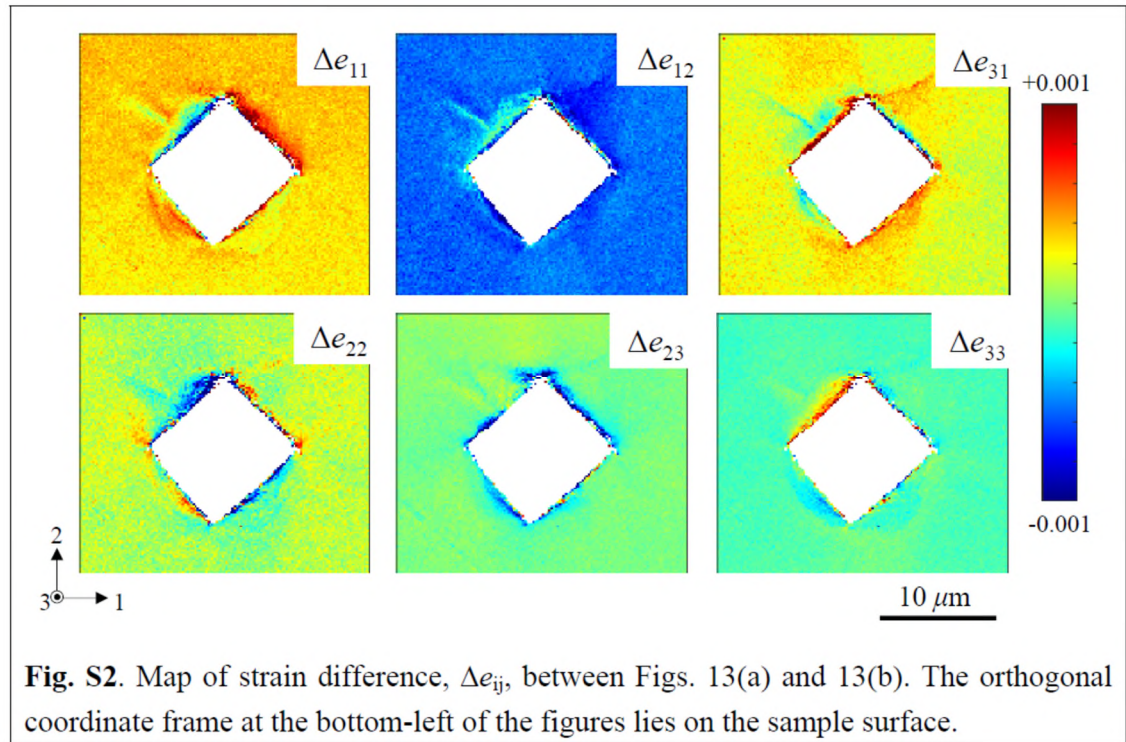 Δe₁₁
Δe₁₂
Δe₃₁
+0.001
Δe₂₂
Δe₂₃
Δe₃₃
-0.001
2
3
1
10 μm
Fig. S2. Map of strain difference, Δeᵢⱼ, between Figs. 13(a) and 13(b). The orthogonal
coordinate frame at the bottom-left of the figures lies on the sample surface.